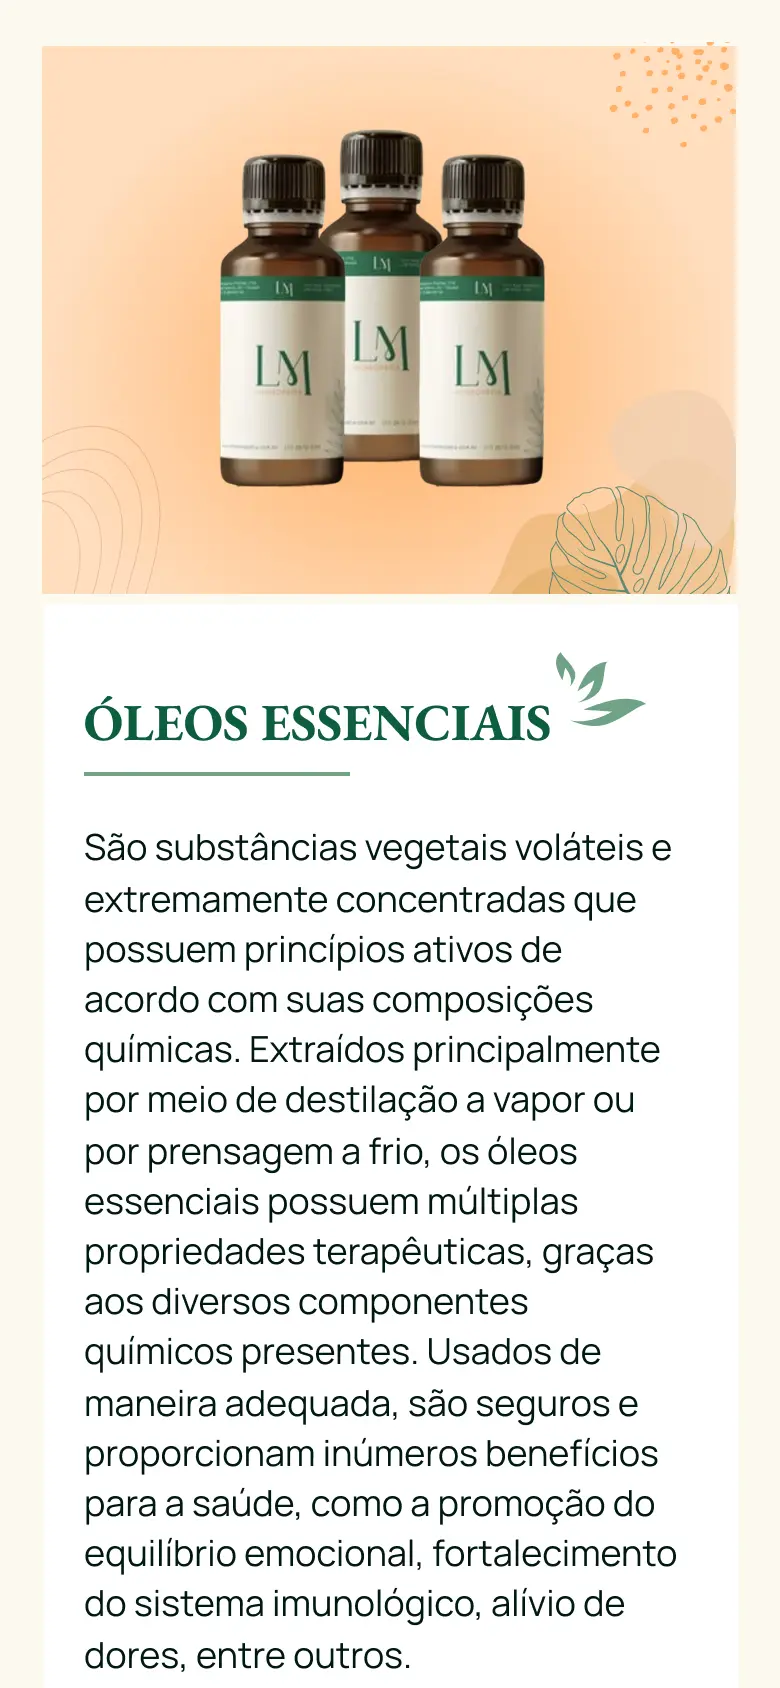 LM
LM
LM
LM
LM
LM
ÓLEOS ESSENCIAIS
São substâncias vegetais voláteis e
extremamente concentradas que
possuem princípios ativos de
acordo com suas composições
químicas. Extraídos principalmente
por meio de destilação a vapor ou
por prensagem a frio, os óleos
essenciais possuem múltiplas
propriedades terapêuticas, graças
aos diversos componentes
químicos presentes. Usados de
maneira adequada, são seguros e
proporcionam inúmeros benefícios
para a saúde, como a promoção do
equilíbrio emocional, fortalecimento
do sistema imunológico, alívio de
dores, entre outros.